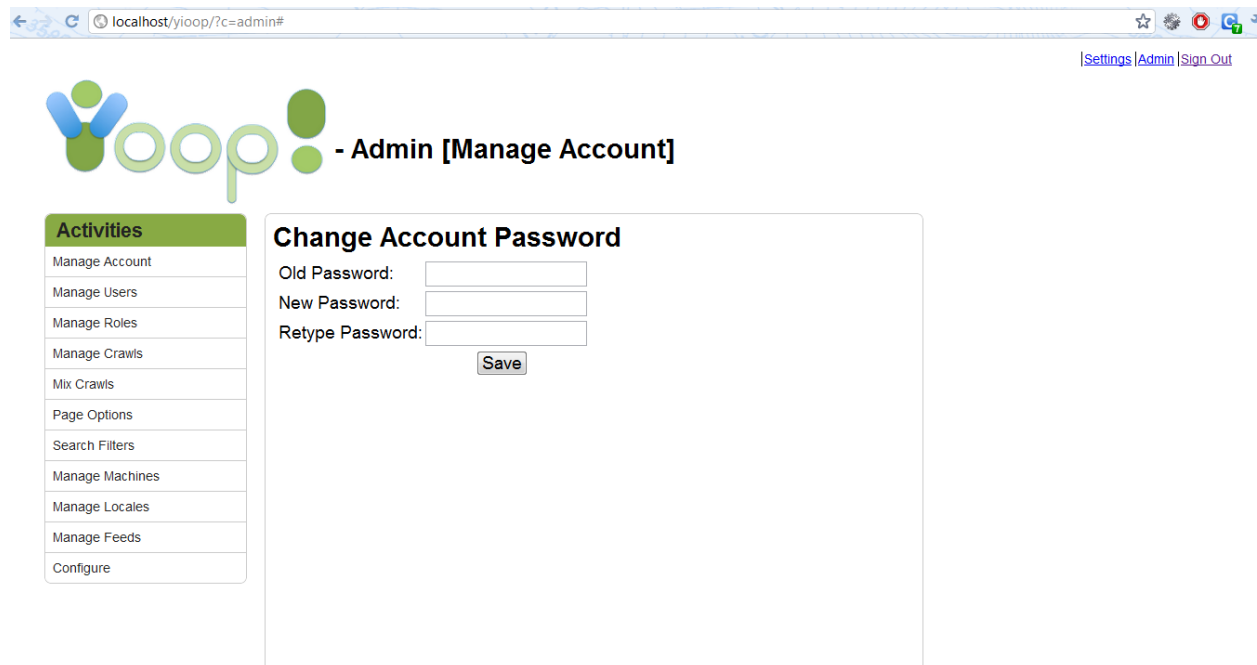 localhost/yioop/?c=admin#
7
|Settings|Admin|Sign Out
Yioop! - Admin [Manage Account]
Activities
Manage Account
Manage Users
Manage Roles
Manage Crawls
Mix Crawls
Page Options
Search Filters
Manage Machines
Manage Locales
Manage Feeds
Configure
Change Account Password
Old Password:
New Password:
Retype Password:
Save